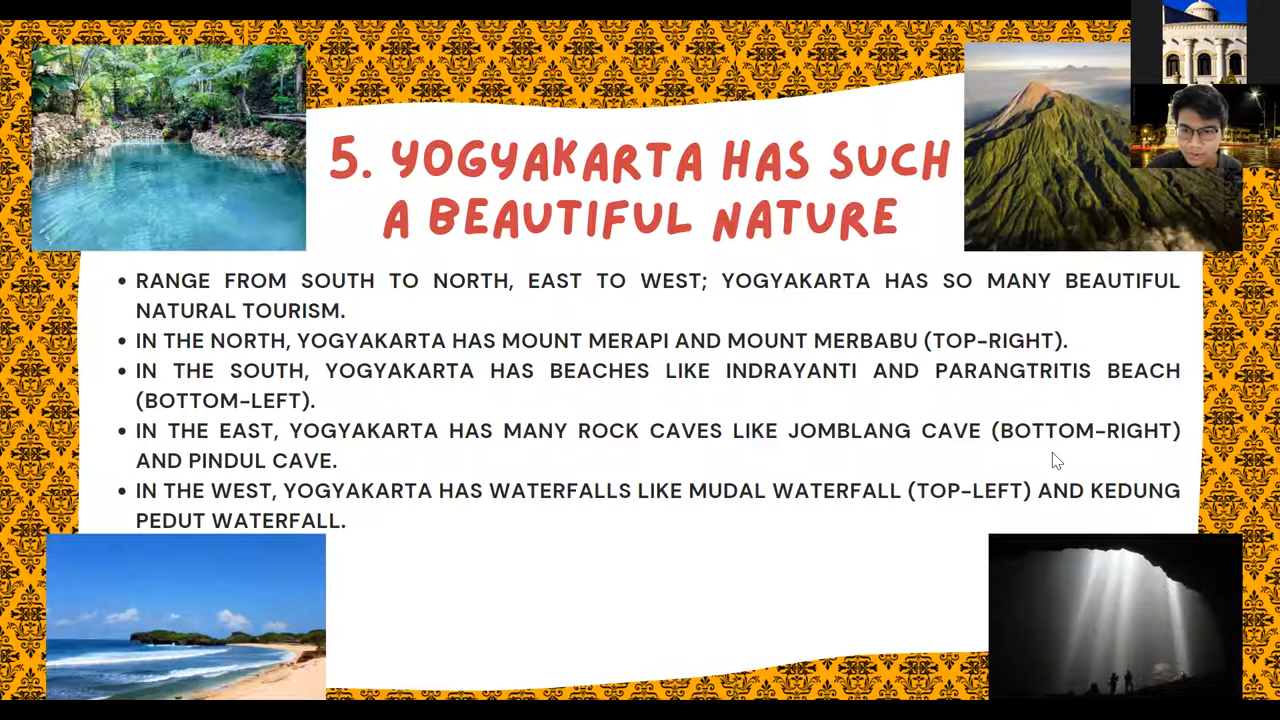 5. YOGYAKARTA HAS SUCH
A BEAUTIFUL NATURE
• RANGE FROM SOUTH TO NORTH, EAST TO WEST; YOGYAKARTA HAS SO MANY BEAUTIFUL
NATURAL TOURISM.
• IN THE NORTH, YOGYAKARTA HAS MOUNT MERAPI AND MOUNT MERBABU (TOP-RIGHT).
• IN THE SOUTH, YOGYAKARTA HAS BEACHES LIKE INDRAYANTI AND PARANGTRITIS BEACH
(BOTTOM-LEFT).
• IN THE EAST, YOGYAKARTA HAS MANY ROCK CAVES LIKE JOMBLANG CAVE (BOTTOM-RIGHT)
AND PINDUL CAVE.
• IN THE WEST, YOGYAKARTA HAS WATERFALLS LIKE MUDAL WATERFALL (TOP-LEFT) AND KEDUNG
PEDUT WATERFALL.